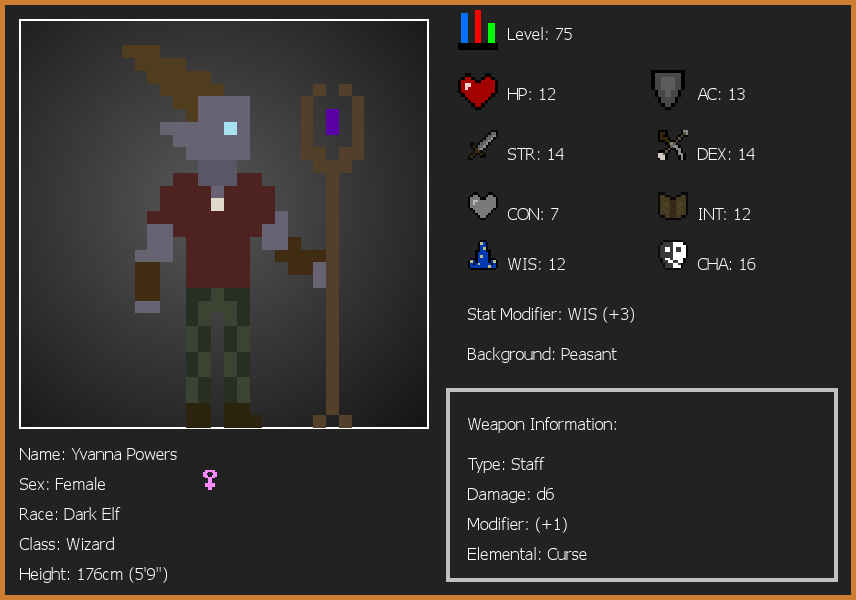 Level: 75
HP: 12
AC: 13
STR: 14
DEX: 14
CON: 7
INT: 12
WIS: 12
CHA: 16
Stat Modifier: WIS (+3)
Background: Peasant
Weapon Information:
Type: Staff
Damage: d6
Modifier: (+1)
Elemental: Curse
Name: Yvanna Powers
Sex: Female
Race: Dark Elf
Class: Wizard
Height: 176cm (5'9")